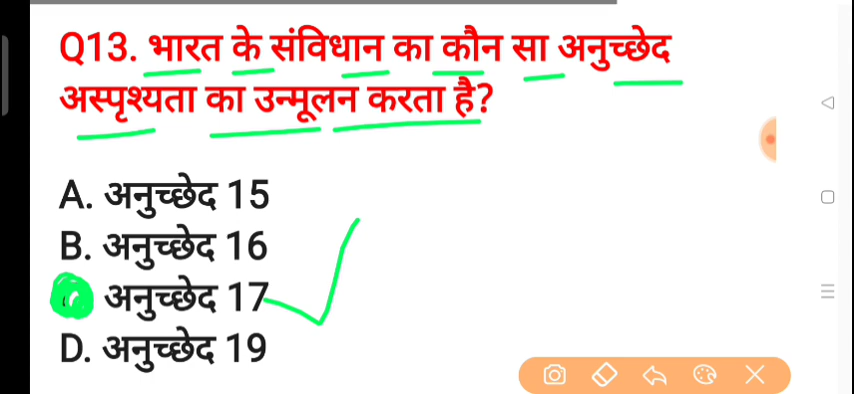 Q13. भारत के संविधान का कौन सा अनुच्छेद
अस्पृश्यता का उन्मूलन करता है?
A. अनुच्छेद 15
B. अनुच्छेद 16
अनुच्छेद 17
D. अनुच्छेद 19